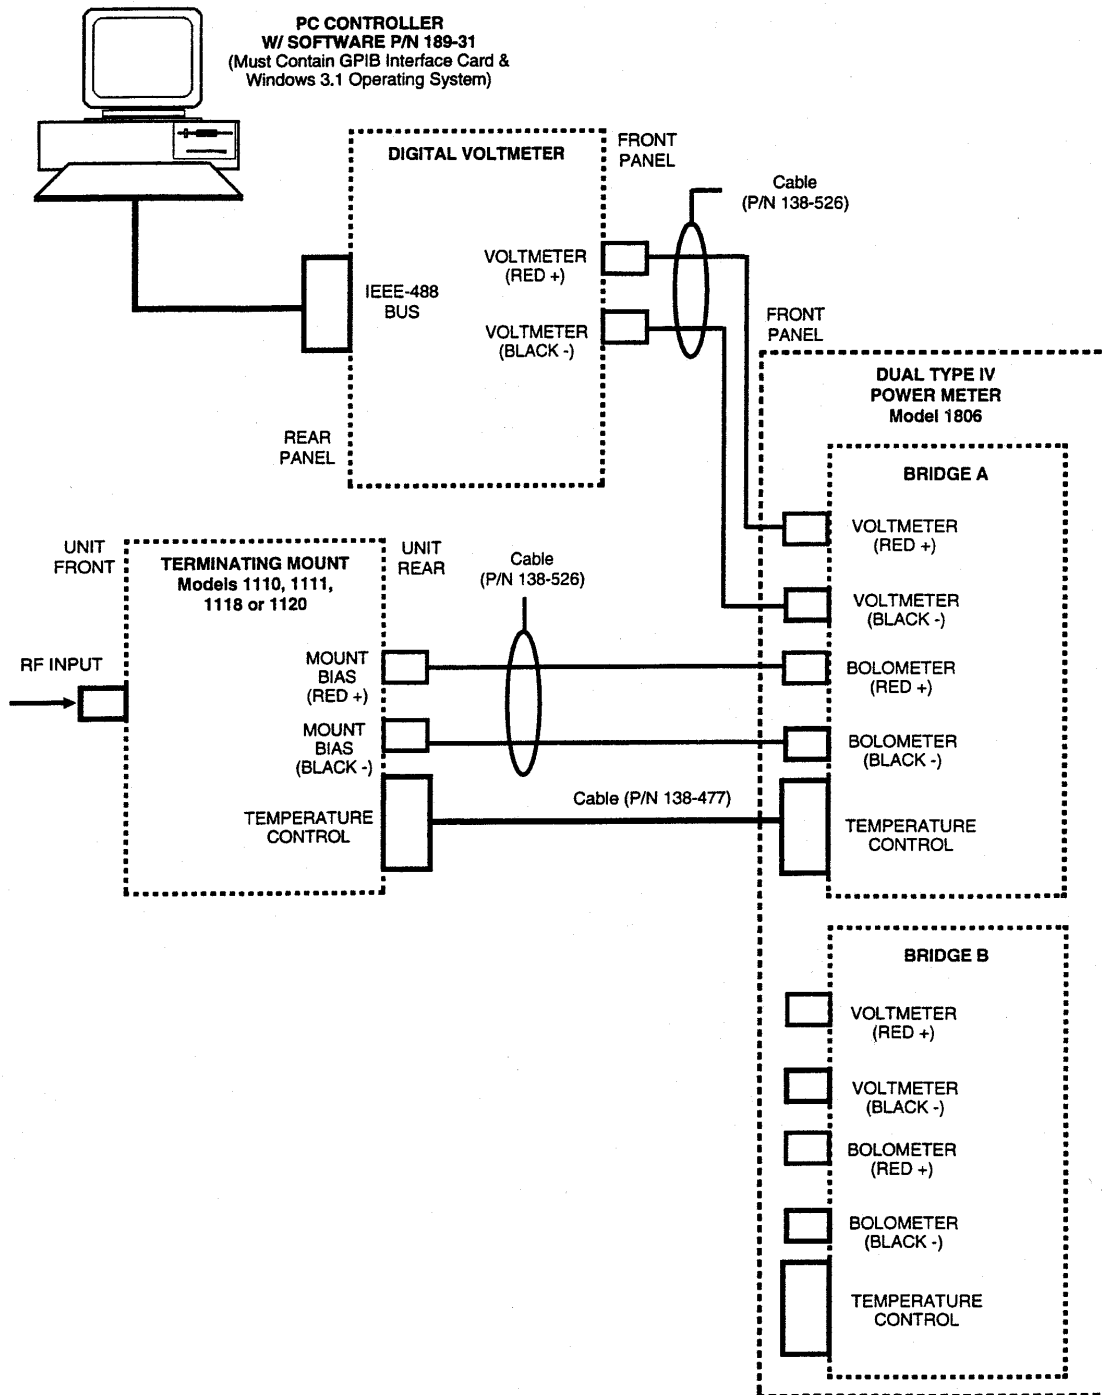 PC CONTROLLER
W/ SOFTWARE P/N 189-31
(Must Contain GPIB Interface Card &
Windows 3.1 Operating System)
DIGITAL VOLTMETER
FRONT
PANEL
Cable
(P/N 138-526)
VOLTMETER
(RED +)
IEEE-488
BUS
VOLTMETER
(BLACK -)
REAR
PANEL
FRONT
PANEL
DUAL TYPE IV
POWER METER
Model 1806
BRIDGE A
VOLTMETER
(RED +)
VOLTMETER
(BLACK -)
BOLOMETER
(RED +)
BOLOMETER
(BLACK -)
TEMPERATURE
CONTROL
UNIT
FRONT
TERMINATING MOUNT
Models 1110, 1111,
1118 or 1120
UNIT
REAR
Cable
(P/N 138-526)
RF INPUT
MOUNT
BIAS
(RED +)
MOUNT
BIAS
(BLACK -)
TEMPERATURE
CONTROL
Cable (P/N 138-477)
BRIDGE B
VOLTMETER
(RED +)
VOLTMETER
(BLACK -)
BOLOMETER
(RED +)
BOLOMETER
(BLACK -)
TEMPERATURE
CONTROL